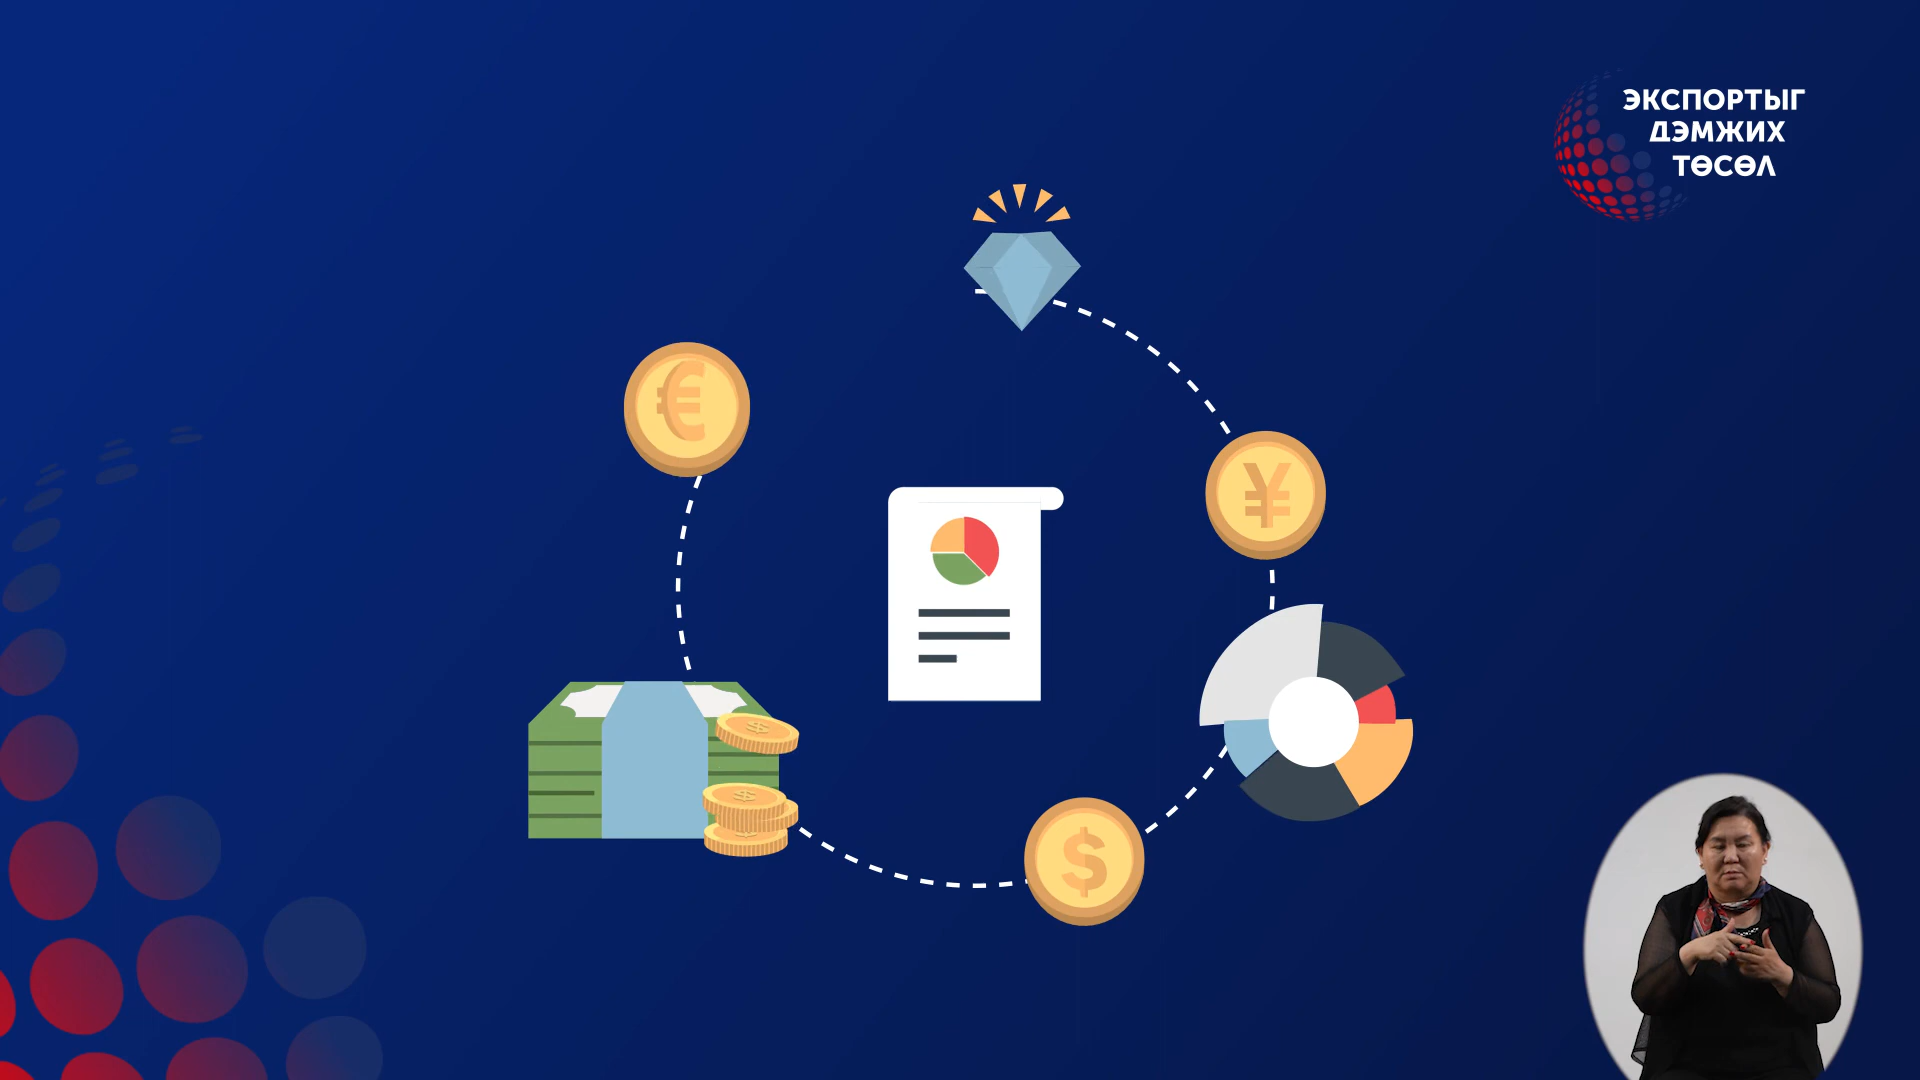 ЭКСПОРТЫГ
ДЭМЖИХ
ТӨСӨЛ
€
¥
$